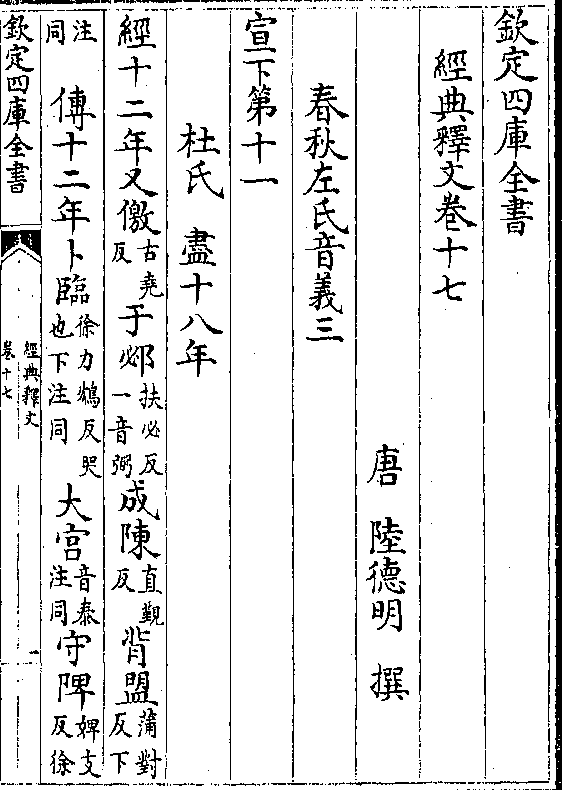 欽定四庫全書
經典釋文卷十七
唐 陸德明 撰
春秋左氏音義三
宣下第十一
杜氏 盡十八年
經十二年又儌古堯反于邲扶必反一音弼成陳直覲反背盟蒲對反下
注同傳十二年卜臨徐力鴆反哭也下注同大宫音泰注同守陴婢支反徐
欽定四庫全書
經典釋文
卷十七
一